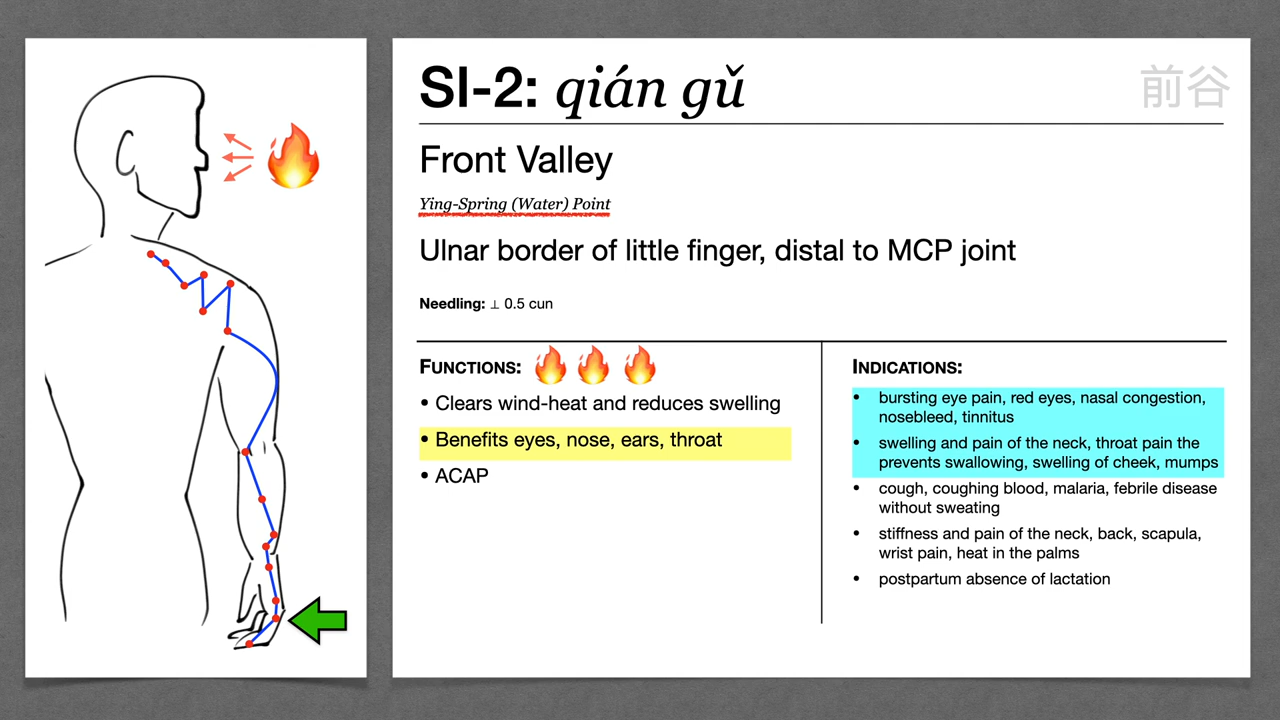 SI-2: qián gǔ
前谷
Front Valley
Ying-Spring (Water) Point
Ulnar border of little finger, distal to MCP joint
Needling: ⊥ 0.5 cun
FUNCTIONS:
• Clears wind-heat and reduces swelling
• Benefits eyes, nose, ears, throat
• ACAP
INDICATIONS:
• bursting eye pain, red eyes, nasal congestion,
nosebleed, tinnitus
• swelling and pain of the neck, throat pain the
prevents swallowing, swelling of cheek, mumps
• cough, coughing blood, malaria, febrile disease
without sweating
• stiffness and pain of the neck, back, scapula,
wrist pain, heat in the palms
• postpartum absence of lactation